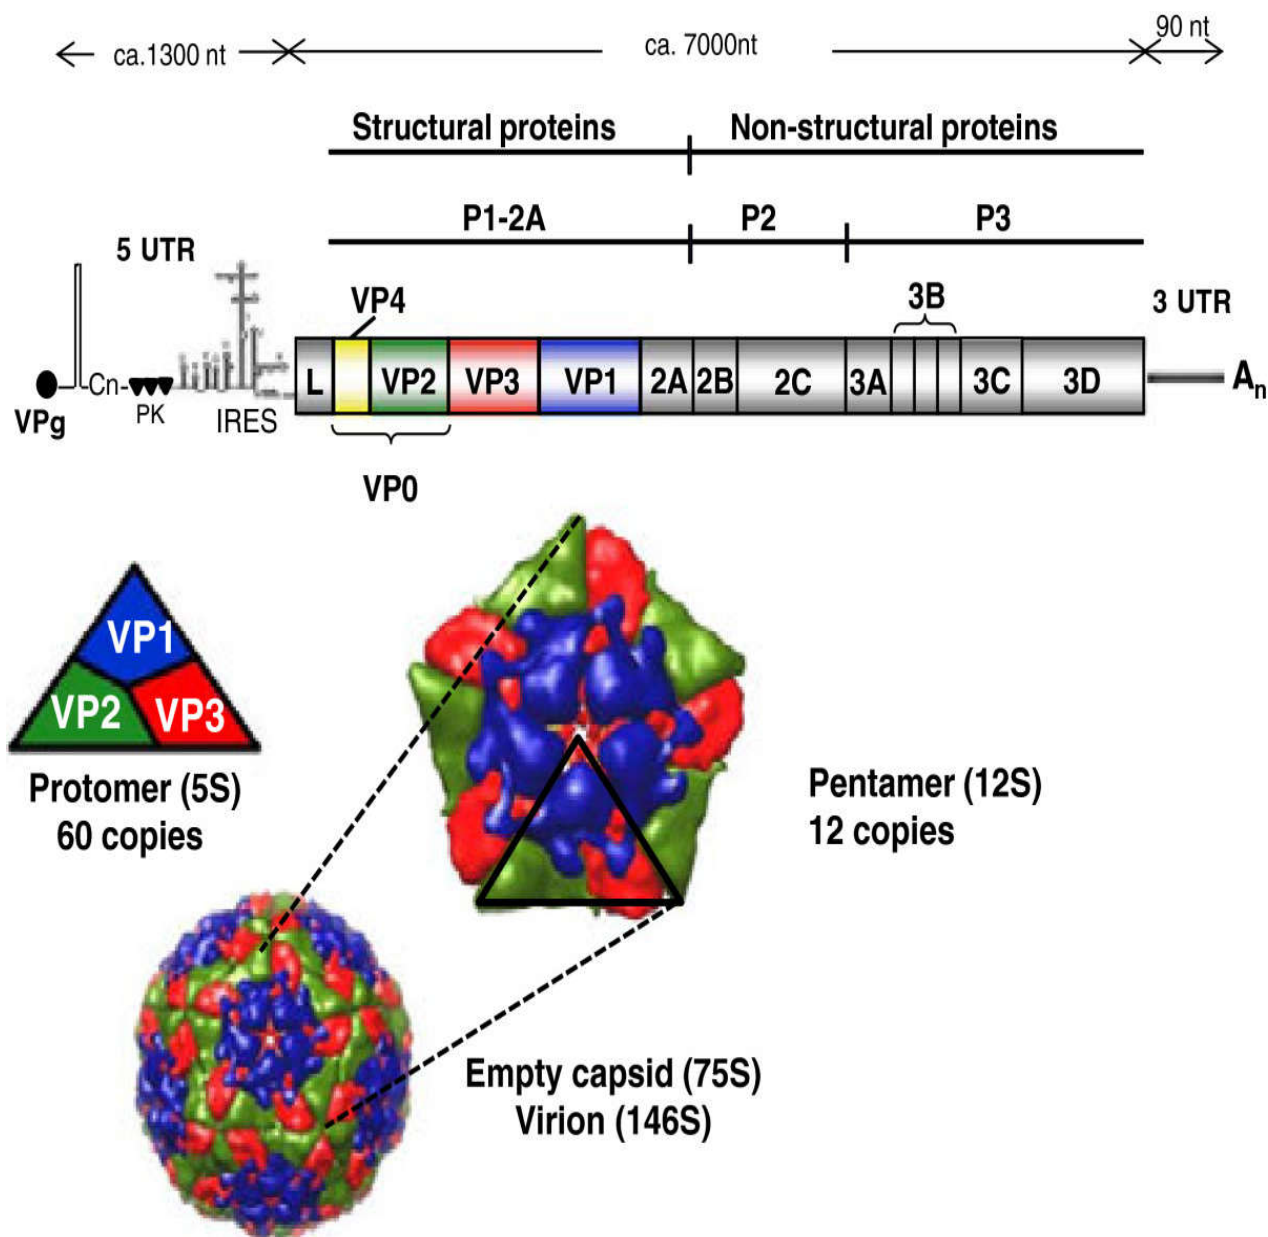 ca.1300 nt
ca. 7000nt
90 nt
Structural proteins
Non-structural proteins
P1-2A
P2
P3
5 UTR
VP4
3B
3 UTR
L
VP2
VP3
VP1
2A
2B
2C
3A
3C
3D
An
VPg
Cn
PK
IRES
VP0
VP1
VP2
VP3
Protomer (5S)
60 copies
Pentamer (12S)
12 copies
Empty capsid (75S)
Virion (146S)